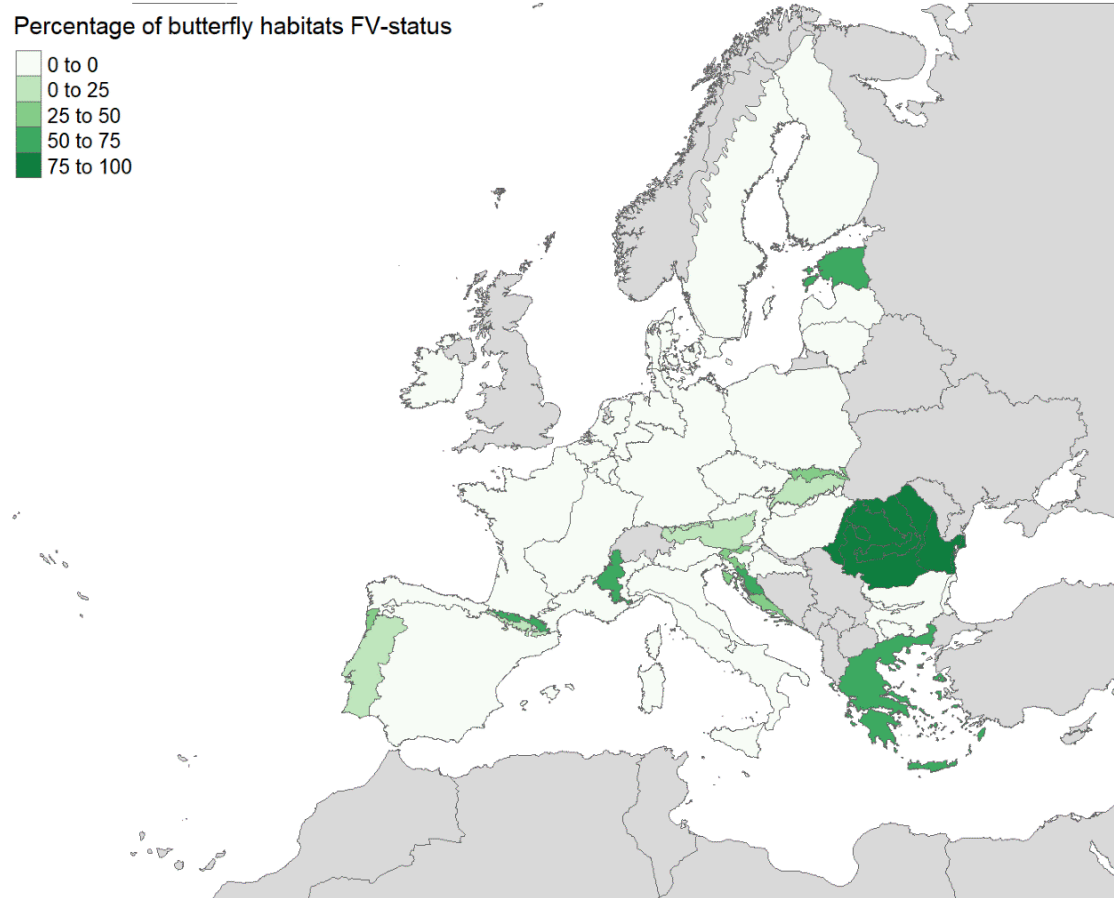 Percentage of butterfly habitats FV-status
0 to 0
0 to 25
25 to 50
50 to 75
75 to 100